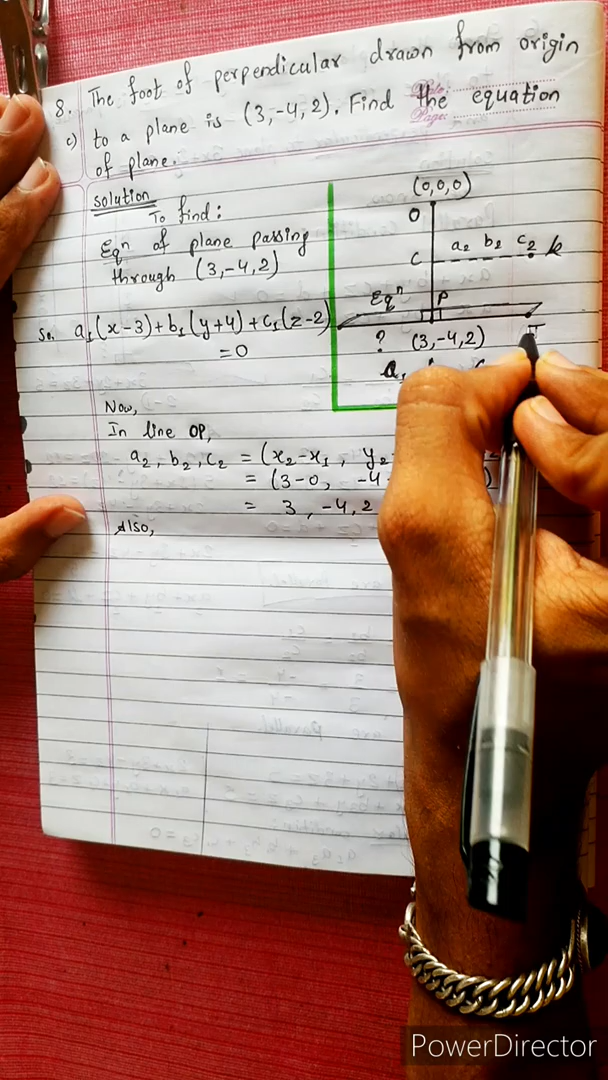 8. The foot of perpendicular drawn from origin
c) to a plane is (3,-4,2). Find the equation
of plane.
solution
To find:
Eqⁿ of plane passing
through (3,-4,2)
So, a₁(x-3)+b₁(y+4)+c₁(z-2)
=0
(0,0,0)
O
C a₂ b₂ c₂ k
Eqⁿ P
? (3,-4,2)
a₁
Now,
In line OP,
a₂, b₂, c₂ = (x₂-x₁, y₂-
= (3-0, -4
= 3, -4, 2
Also,
PowerDirector